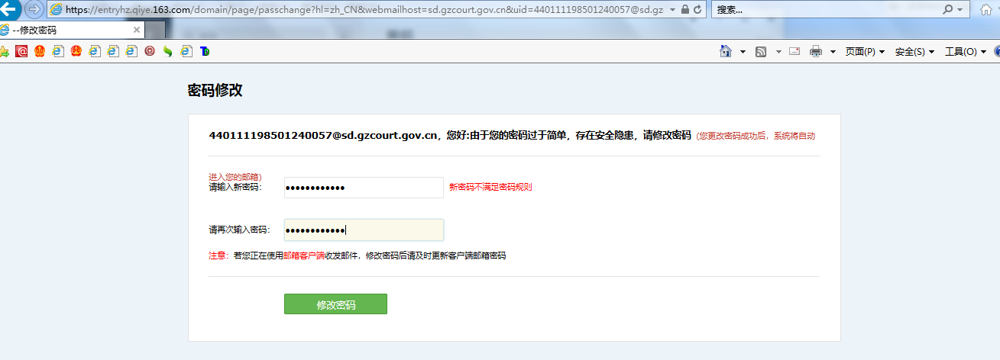 https://entryhz.qiye.163.com/domain/page/passchange?hl=zh_CN&webmailhost=sd.gzcourt.gov.cn&uid=440111198501240057@sd.gz
搜索...
--修改密码
页面(P) 安全(S) 工具(O)
密码修改
440111198501240057@sd.gzcourt.gov.cn，您好:由于您的密码过于简单，存在安全隐患，请修改密码 (您更改密码成功后，系统将自动
进入您的邮箱)
请输入新密码： ●●●●●●●●●●●● 新密码不满足密码规则
请再次输入密码： ●●●●●●●●●●●●
注意：若您正在使用邮箱客户端收发邮件，修改密码后请及时更新客户端邮箱密码
修改密码